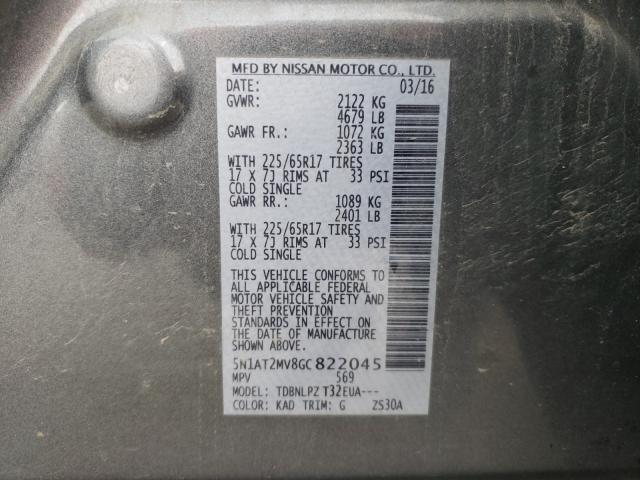 MFD BY NISSAN MOTOR CO., LTD.
DATE: 03/16
GVWR: 2122 KG
4679 LB
GAWR FR.: 1072 KG
2363 LB
WITH 225/65R17 TIRES
17 X 7J RIMS AT 33 PSI
COLD SINGLE
GAWR RR.: 1089 KG
2401 LB
WITH 225/65R17 TIRES
17 X 7J RIMS AT 33 PSI
COLD SINGLE
THIS VEHICLE CONFORMS TO
ALL APPLICABLE FEDERAL
MOTOR VEHICLE SAFETY AND
THEFT PREVENTION
STANDARDS IN EFFECT ON
THE DATE OF MANUFACTURE
SHOWN ABOVE.
5N1AT2MV8GC822045
MPV 569
MODEL: TDBNLPZ T32EUA---
COLOR: KAD TRIM: G ZS30A